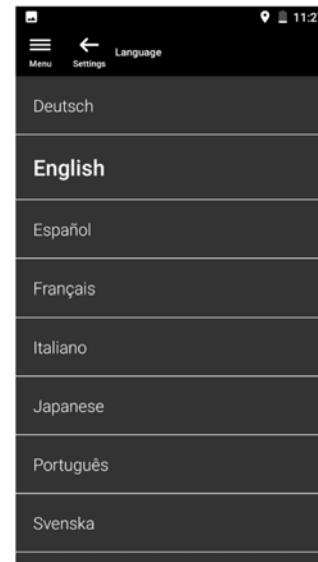 11:2
Menu Settings Language
Deutsch
English
Español
Français
Italiano
Japanese
Português
Svenska